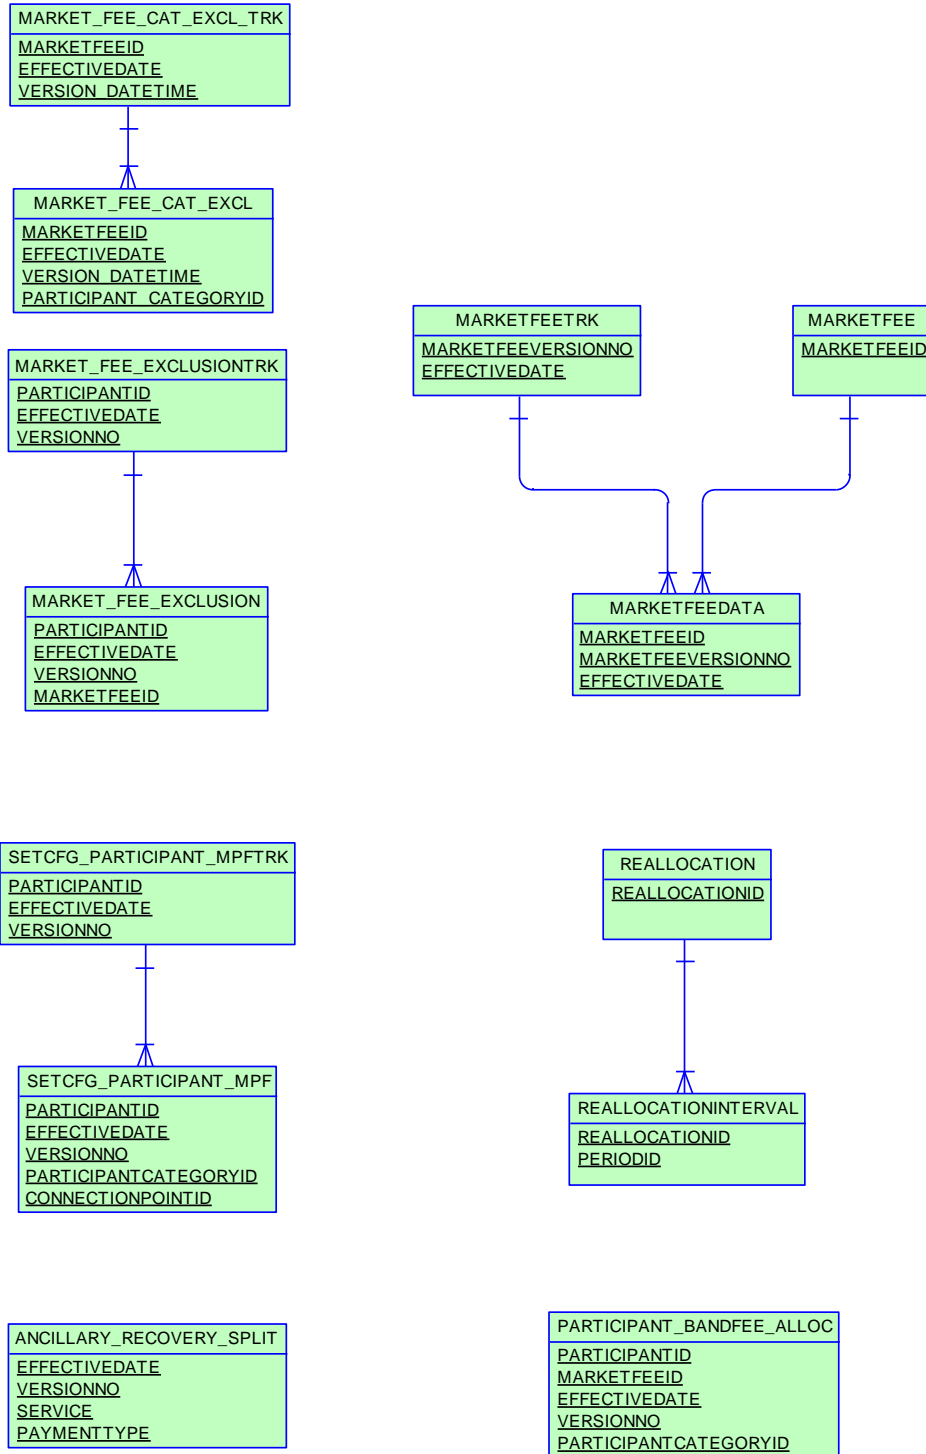 MARKET_FEE_CAT_EXCL_TRK
MARKETFEEID
EFFECTIVEDATE
VERSION_DATETIME
MARKET_FEE_CAT_EXCL
MARKETFEEID
EFFECTIVEDATE
VERSION_DATETIME
PARTICIPANT_CATEGORYID
MARKETFEETRK
MARKETFEEVERSIONNO
EFFECTIVEDATE
MARKETFEE
MARKETFEEID
MARKET_FEE_EXCLUSIONTRK
PARTICIPANTID
EFFECTIVEDATE
VERSIONNO
MARKET_FEE_EXCLUSION
PARTICIPANTID
EFFECTIVEDATE
VERSIONNO
MARKETFEEID
MARKETFEEDATA
MARKETFEEID
MARKETFEEVERSIONNO
EFFECTIVEDATE
SETCFG_PARTICIPANT_MPFTRK
PARTICIPANTID
EFFECTIVEDATE
VERSIONNO
REALLOCATION
REALLOCATIONID
SETCFG_PARTICIPANT_MPF
PARTICIPANTID
EFFECTIVEDATE
VERSIONNO
PARTICIPANTCATEGORYID
CONNECTIONPOINTID
REALLOCATIONINTERVAL
REALLOCATIONID
PERIODID
ANCILLARY_RECOVERY_SPLIT
EFFECTIVEDATE
VERSIONNO
SERVICE
PAYMENTTYPE
PARTICIPANT_BANDFEE_ALLOC
PARTICIPANTID
MARKETFEEID
EFFECTIVEDATE
VERSIONNO
PARTICIPANTCATEGORYID